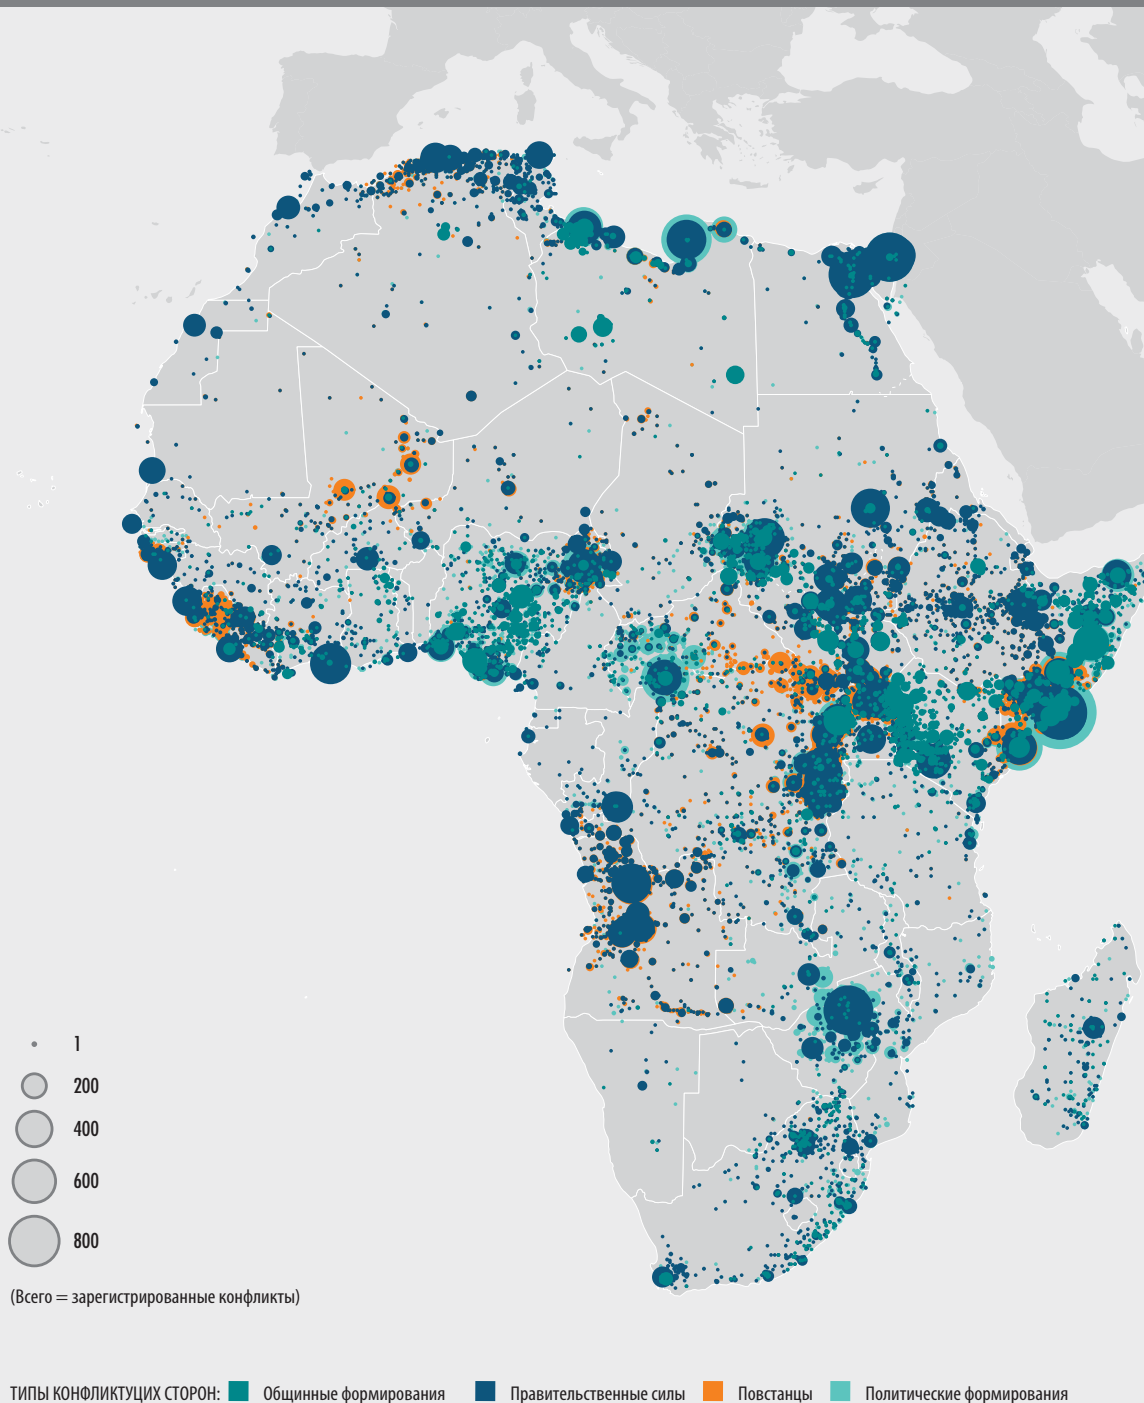 1
200
400
600
800
(Всего = зарегистрированные конфликты)
ТИПЫ КОНФЛИКТУЦИХ СТОРОН: Общинные формирования Правительственные силы Повстанцы Политические формирования